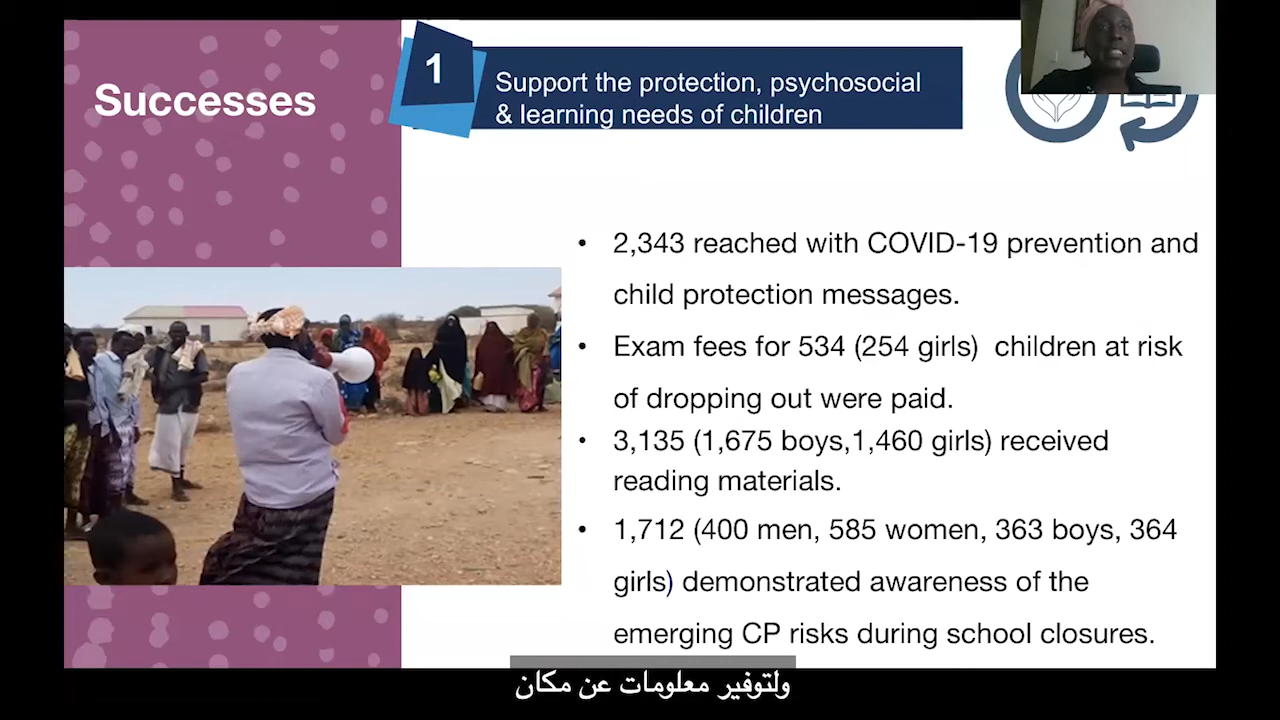 Successes
1
Support the protection, psychosocial
& learning needs of children
• 2,343 reached with COVID-19 prevention and
child protection messages.
• Exam fees for 534 (254 girls) children at risk
of dropping out were paid.
• 3,135 (1,675 boys,1,460 girls) received
reading materials.
• 1,712 (400 men, 585 women, 363 boys, 364
girls) demonstrated awareness of the
emerging CP risks during school closures.
ولتوفير معلومات عن مكان